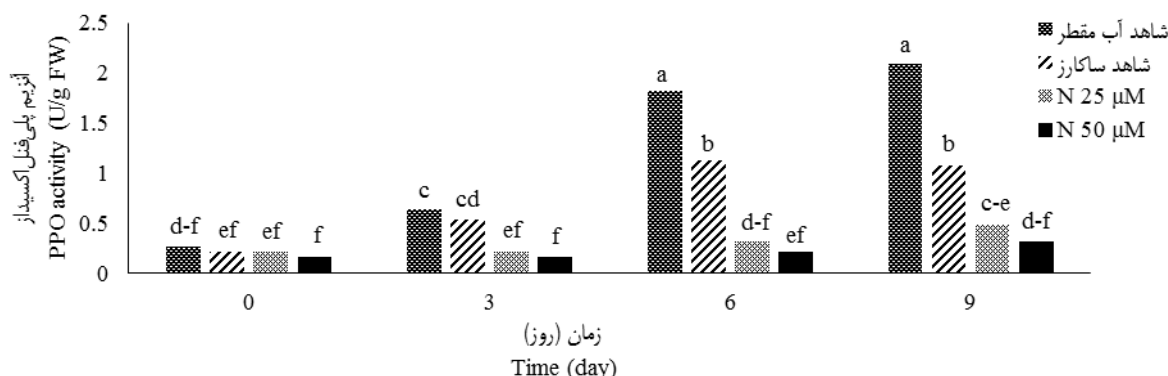 2.5
2
1.5
1
0.5
0
آنزیم پلی‌فنل‌اکسیداز
PPO activity (U/g FW)
d-f ef ef f
c cd ef f
a b d-f ef
a b c-e d-f
0 3 6 9
زمان (روز)
Time (day)
شاهد آب مقطر
شاهد ساکارز
N 25 µM
N 50 µM